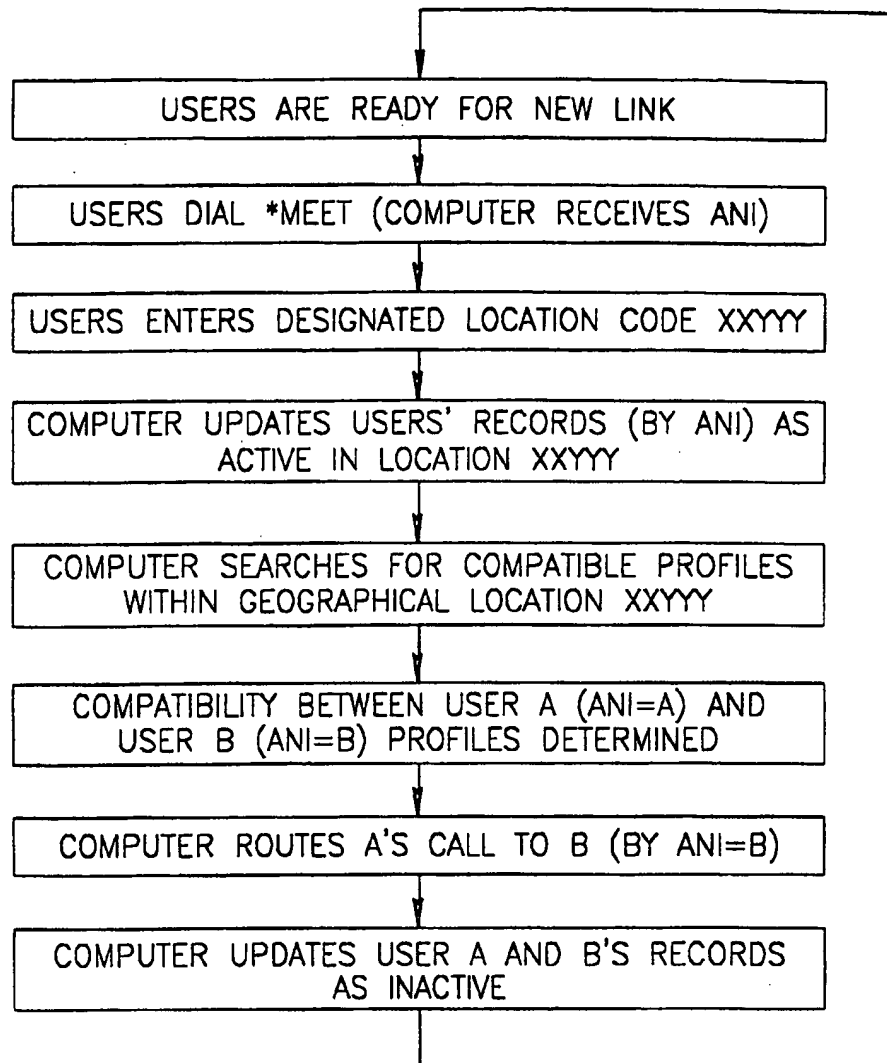 USERS ARE READY FOR NEW LINK
USERS DIAL *MEET (COMPUTER RECEIVES ANI)
USERS ENTERS DESIGNATED LOCATION CODE XXYYY
COMPUTER UPDATES USERS' RECORDS (BY ANI) AS
ACTIVE IN LOCATION XXYYY
COMPUTER SEARCHES FOR COMPATIBLE PROFILES
WITHIN GEOGRAPHICAL LOCATION XXYYY
COMPATIBILITY BETWEEN USER A (ANI=A) AND
USER B (ANI=B) PROFILES DETERMINED
COMPUTER ROUTES A'S CALL TO B (BY ANI=B)
COMPUTER UPDATES USER A AND B'S RECORDS
AS INACTIVE